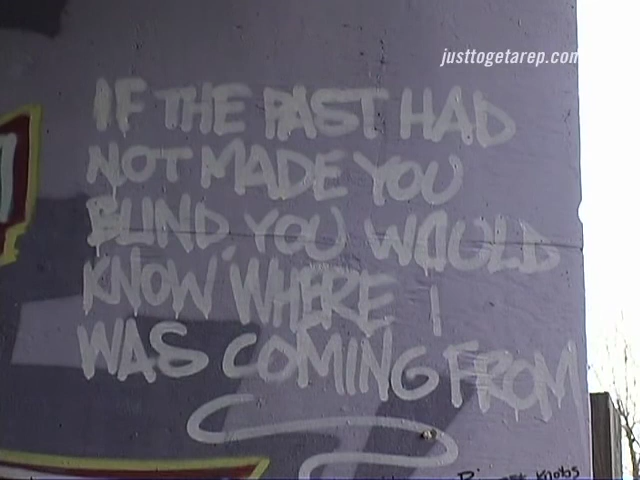 justtogetarep.com
IF THE PAST HAD
NOT MADE YOU
BLIND. YOU WOULD
KNOW WHERE I
WAS COMING FROM